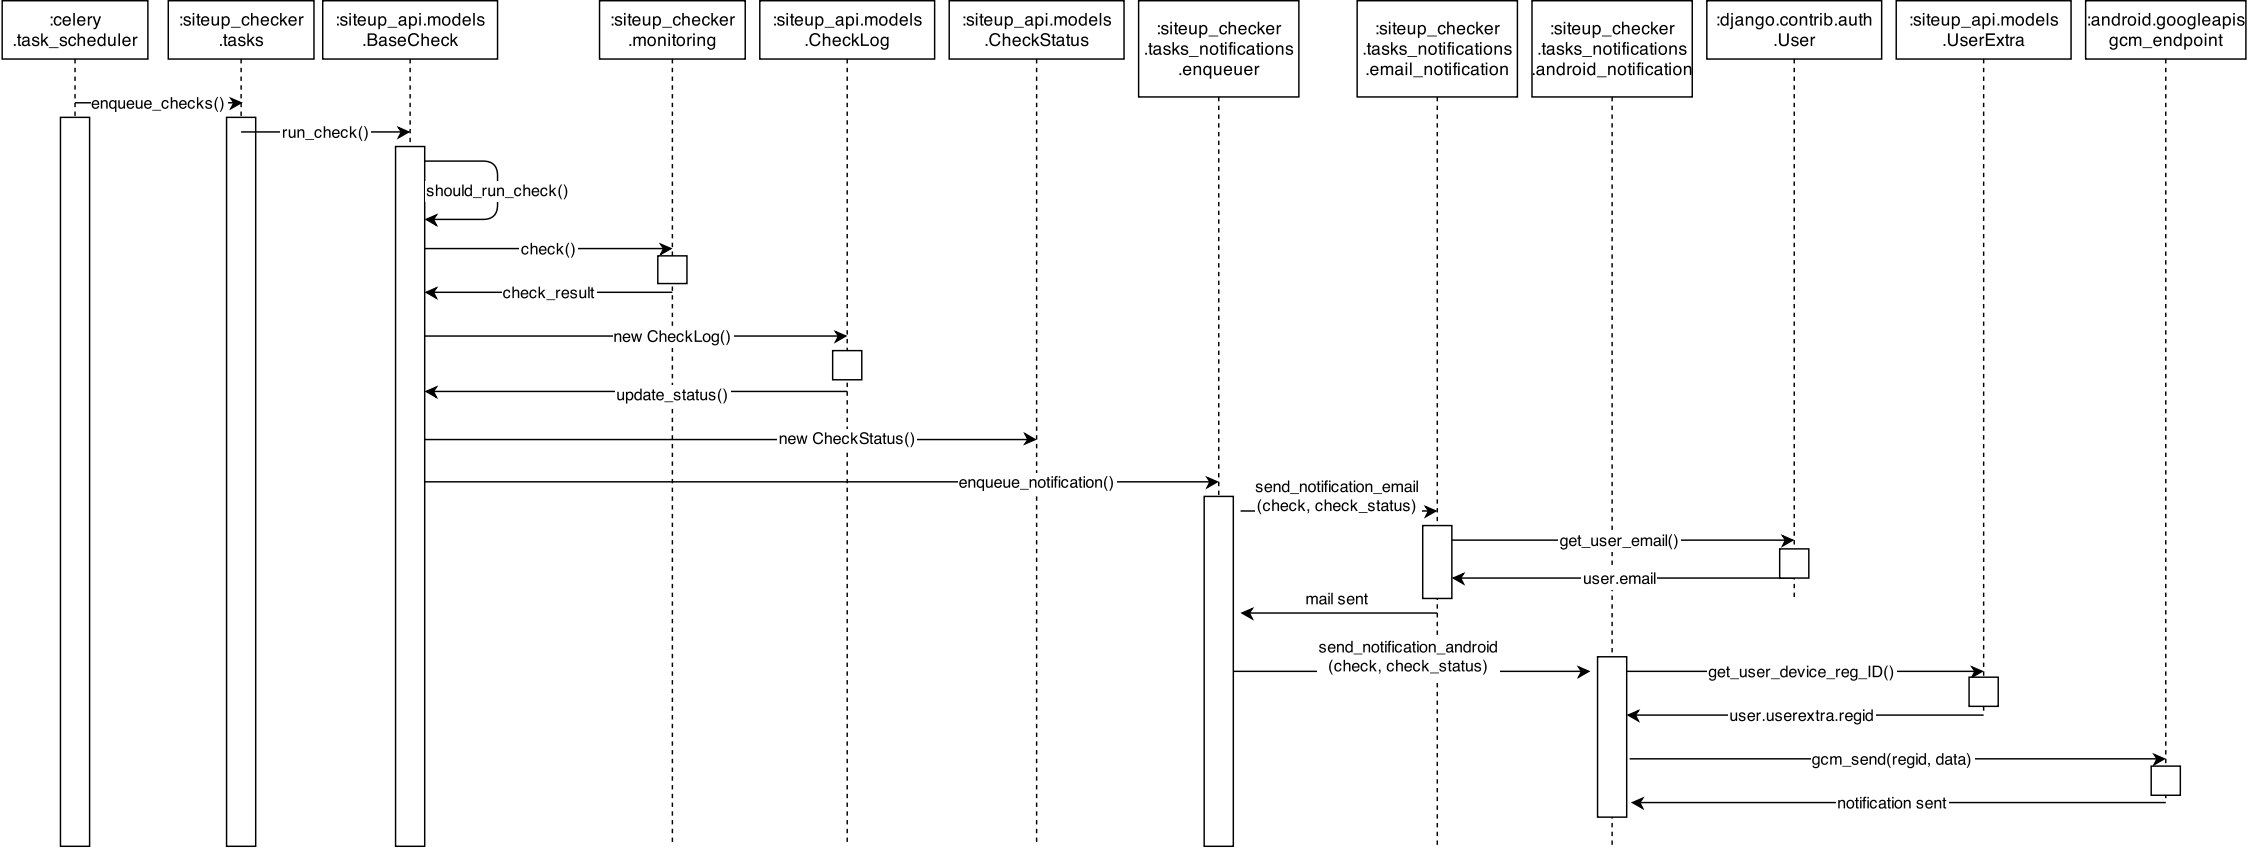 :celery
.task_scheduler
:siteup_checker
.tasks
:siteup_api.models
.BaseCheck
:siteup_checker
.monitoring
:siteup_api.models
.CheckLog
:siteup_api.models
.CheckStatus
:siteup_checker
.tasks_notifications
.enqueuer
:siteup_checker
.tasks_notifications
.email_notification
:siteup_checker
.tasks_notifications
.android_notification
:django.contrib.auth
.User
:siteup_api.models
.UserExtra
:android.googleapis
gcm_endpoint
enqueue_checks()
run_check()
should_run_check()
check()
check_result
new CheckLog()
update_status()
new CheckStatus()
enqueue_notification()
send_notification_email
(check, check_status)
get_user_email()
user.email
mail sent
send_notification_android
(check, check_status)
get_user_device_reg_ID()
user.userextra.regid
gcm_send(regid, data)
notification sent